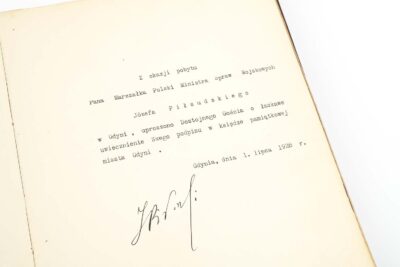 Z okazji pobytu
Pana Marszałka Polski Ministra Spraw Wojskowych
Józefa Piłsudskiego
w Gdyni , uproszono Dostojnego Gościa o łaskawe
uwiecznienie Swego podpisu w księdze pamiątkowej
miasta Gdyni .
Gdynia, dnia 1. lipca 1928 r.